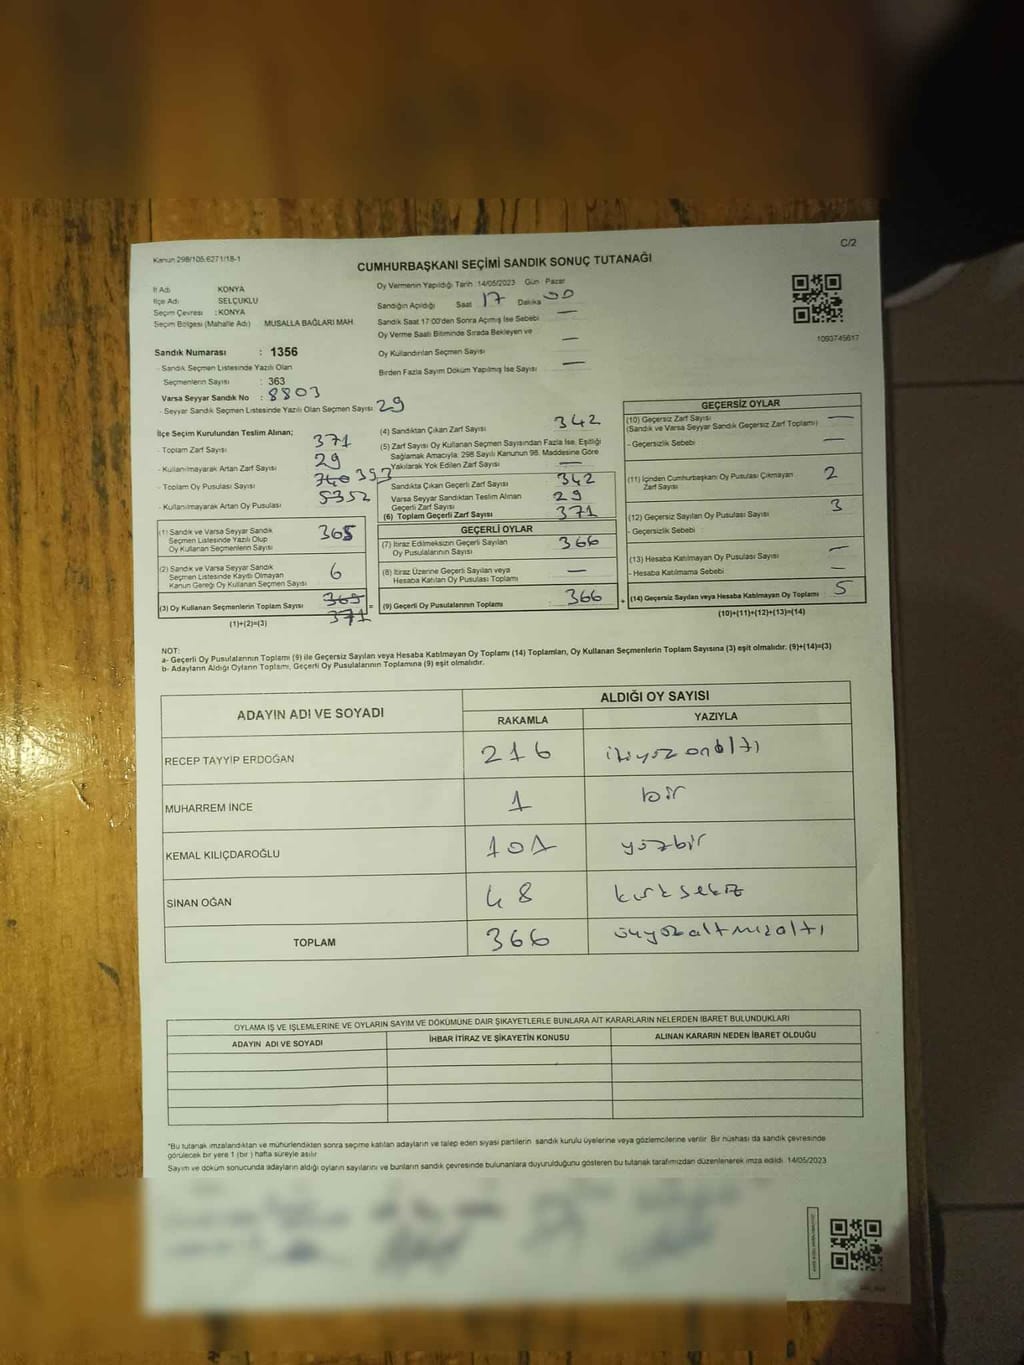 Kanun 298/105,6271/18-1
C/2
CUMHURBAŞKANI SEÇİMİ SANDIK SONUÇ TUTANAĞI
İl Adı KONYA
İlçe Adı SELÇUKLU
Seçim Çevresi : KONYA
Seçim Bölgesi (Mahalle Adı) MUSALLA BAĞLARI MAH.
Sandık Numarası : 1356
- Sandık Seçmen Listesinde Yazılı Olan
Seçmenlerin Sayısı : 363
Varsa Seyyar Sandık No : 8803
- Seyyar Sandık Seçmen Listesinde Yazılı Olan Seçmen Sayısı: 29
Oy Vermenin Yapıldığı Tarih : 14/05/2023 Gün : Pazar
Sandığın Açıldığı Saat 17 Dakika 00
Sandık Saat 17:00'den Sonra Açmış İse Sebebi —
Oy Verme Saati Bitiminde Sırada Bekleyen ve
Oy Kullandırılan Seçmen Sayısı —
Birden Fazla Sayım Döküm Yapılmış İse Sayısı —
1093745617
İlçe Seçim Kurulundan Teslim Alınan;
- Toplam Zarf Sayısı 371
- Kullanılmayarak Artan Zarf Sayısı 29
- Toplam Oy Pusulası Sayısı
- Kullanılmayarak Artan Oy Pusulası
(1) Sandık ve Varsa Seyyar Sandık
Seçmen Listesinde Yazılı Olup
Oy Kullanan Seçmenlerin Sayısı 365
(2) Sandık ve Varsa Seyyar Sandık
Seçmen Listesinde Kayıtlı Olmayan
Kanun Gereği Oy Kullanan Seçmen Sayısı 6
(3) Oy Kullanan Seçmenlerin Toplam Sayısı 365 371
(1)+(2)=(3)
(4) Sandıktan Çıkan Zarf Sayısı 342
(5) Zarf Sayısı Oy Kullanan Seçmen Sayısından Fazla İse, Eşitliği
Sağlamak Amacıyla; 298 Sayılı Kanunun 98. Maddesine Göre
Yakılarak Yok Edilen Zarf Sayısı —
Sandıkta Çıkan Geçerli Zarf Sayısı 342
Varsa Seyyar Sandıktan Teslim Alınan
Geçerli Zarf Sayısı 29
(6) Toplam Geçerli Zarf Sayısı 371
GEÇERLİ OYLAR
(7) İtiraz Edilmeksizin Geçerli Sayılan
Oy Pusulalarının Sayısı 366
(8) İtiraz Üzerine Geçerli Sayılan veya
Hesaba Katılan Oy Pusulası Toplamı —
= (9) Geçerli Oy Pusulalarının Toplamı : 366
GEÇERSİZ OYLAR
(10) Geçersiz Zarf Sayısı —
(Sandık ve Varsa Seyyar Sandık Geçersiz Zarf Toplamı)
- Geçersizlik Sebebi —
(11) İçinden Cumhurbaşkanı Oy Pusulası Çıkmayan
Zarf Sayısı 2
(12) Geçersiz Sayılan Oy Pusulası Sayısı 3
- Geçersizlik Sebebi :
(13) Hesaba Katılmayan Oy Pusulası Sayısı —
- Hesaba Katılmama Sebebi —
+ (14) Geçersiz Sayılan veya Hesaba Katılmayan Oy Toplamı : 5
(10)+(11)+(12)+(13)=(14)
NOT:
a- Geçerli Oy Pusulalarının Toplamı (9) ile Geçersiz Sayılan veya Hesaba Katılmayan Oy Toplamı (14) Toplamları, Oy Kullanan Seçmenlerin Toplam Sayısına (3) eşit olmalıdır. (9)+(14)=(3)
b- Adayların Aldığı Oyların Toplamı, Geçerli Oy Pusulalarının Toplamına (9) eşit olmalıdır.
ADAYIN ADI VE SOYADI ALDIĞI OY SAYISI
RAKAMLA YAZIYLA
RECEP TAYYİP ERDOĞAN 216 ikiyüzonaltı
MUHARREM İNCE 1 bir
KEMAL KILIÇDAROĞLU 101 yüzbir
SİNAN OĞAN 48 kırksekiz
TOPLAM 366 üçyüzaltmışaltı
OYLAMA İŞ VE İŞLEMLERİNE VE OYLARIN SAYIM VE DÖKÜMÜNE DAİR ŞİKAYETLERLE BUNLARA AİT KARARLARIN NELERDEN İBARET BULUNDUKLARI
ADAYIN ADI VE SOYADI İHBAR İTİRAZ VE ŞİKAYETİN KONUSU ALINAN KARARIN NEDEN İBARET OLDUĞU
"Bu tutanak imzalandıktan ve mühürlendikten sonra seçime katılan adayların ve talep eden siyasi partilerin sandık kurulu üyelerine veya gözlemcilerine verilir. Bir nüshası da sandık çevresinde
görülecek bir yere 1 (bir ) hafta süreyle asılır
Sayım ve döküm sonucunda adayların aldığı oyların sayılarını ve bunların sandık çevresinde bulunanlara duyurulduğunu gösteren bu tutanak tarafımızdan düzenlenerek imza edildi. 14/05/2023